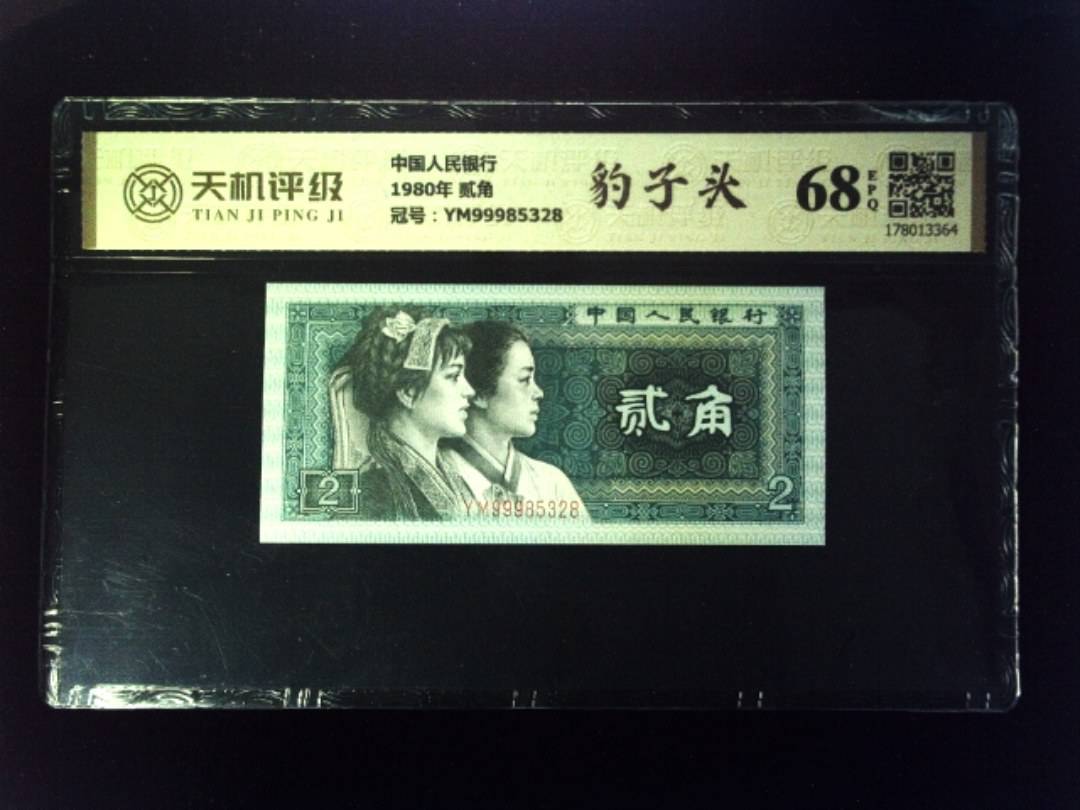 天机评级
TIAN JI PING JI
中国人民银行
1980年 贰角
冠号：YM99985328
豹子头
68
EPQ
178013364
中国人民银行
贰角
2
YM99985328
2